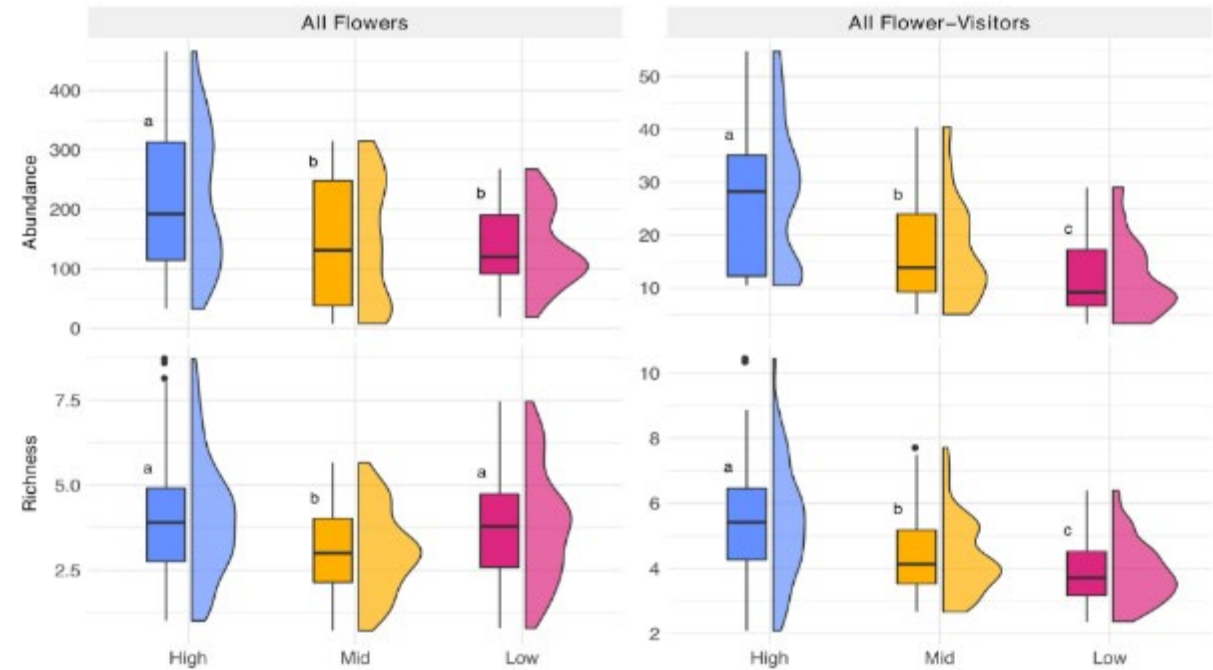 All Flowers
All Flower–Visitors
Abundance
400
300
200
100
0
a
b
b
50
40
30
20
10
a
b
c
Richness
7.5
5.0
2.5
a
b
a
10
8
6
4
2
a
b
c
High
Mid
Low
High
Mid
Low